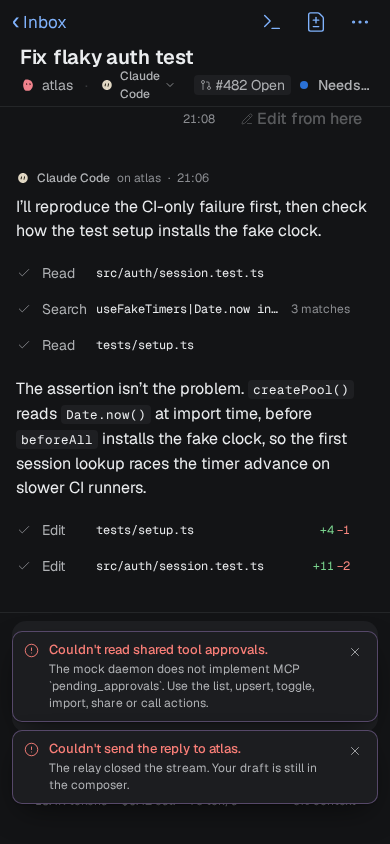 Inbox
Fix flaky auth test
atlas · Claude Code #482 Open Needs…
21:08 Edit from here
Claude Code on atlas · 21:06
I'll reproduce the CI-only failure first, then check
how the test setup installs the fake clock.
Read src/auth/session.test.ts
Search useFakeTimers|Date.now in… 3 matches
Read tests/setup.ts
The assertion isn't the problem. createPool()
reads Date.now() at import time, before
beforeAll installs the fake clock, so the first
session lookup races the timer advance on
slower CI runners.
Edit tests/setup.ts +4 −1
Edit src/auth/session.test.ts +11 −2
Couldn't read shared tool approvals.
The mock daemon does not implement MCP
`pending_approvals`. Use the list, upsert, toggle,
import, share or call actions.
Couldn't send the reply to atlas.
The relay closed the stream. Your draft is still in
the composer.